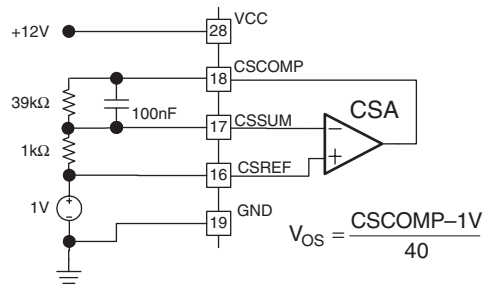 VCC
+12V
28
CSCOMP
18
39kΩ
100nF
CSA
17
CSSUM
−
1kΩ
+
16
CSREF
1V
+
−
GND
19
V_OS = CSCOMP–1V / 40